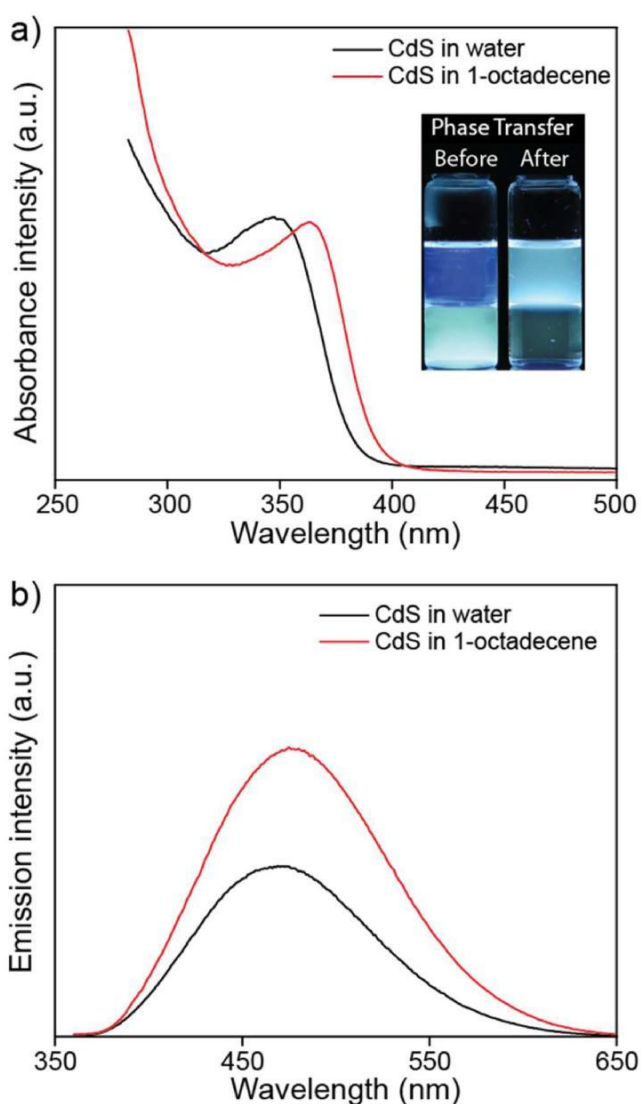 a)
CdS in water
CdS in 1-octadecene
Phase Transfer
Before After
Absorbance intensity (a.u.)
250 300 350 400 450 500
Wavelength (nm)
b)
CdS in water
CdS in 1-octadecene
Emission intensity (a.u.)
350 450 550 650
Wavelength (nm)